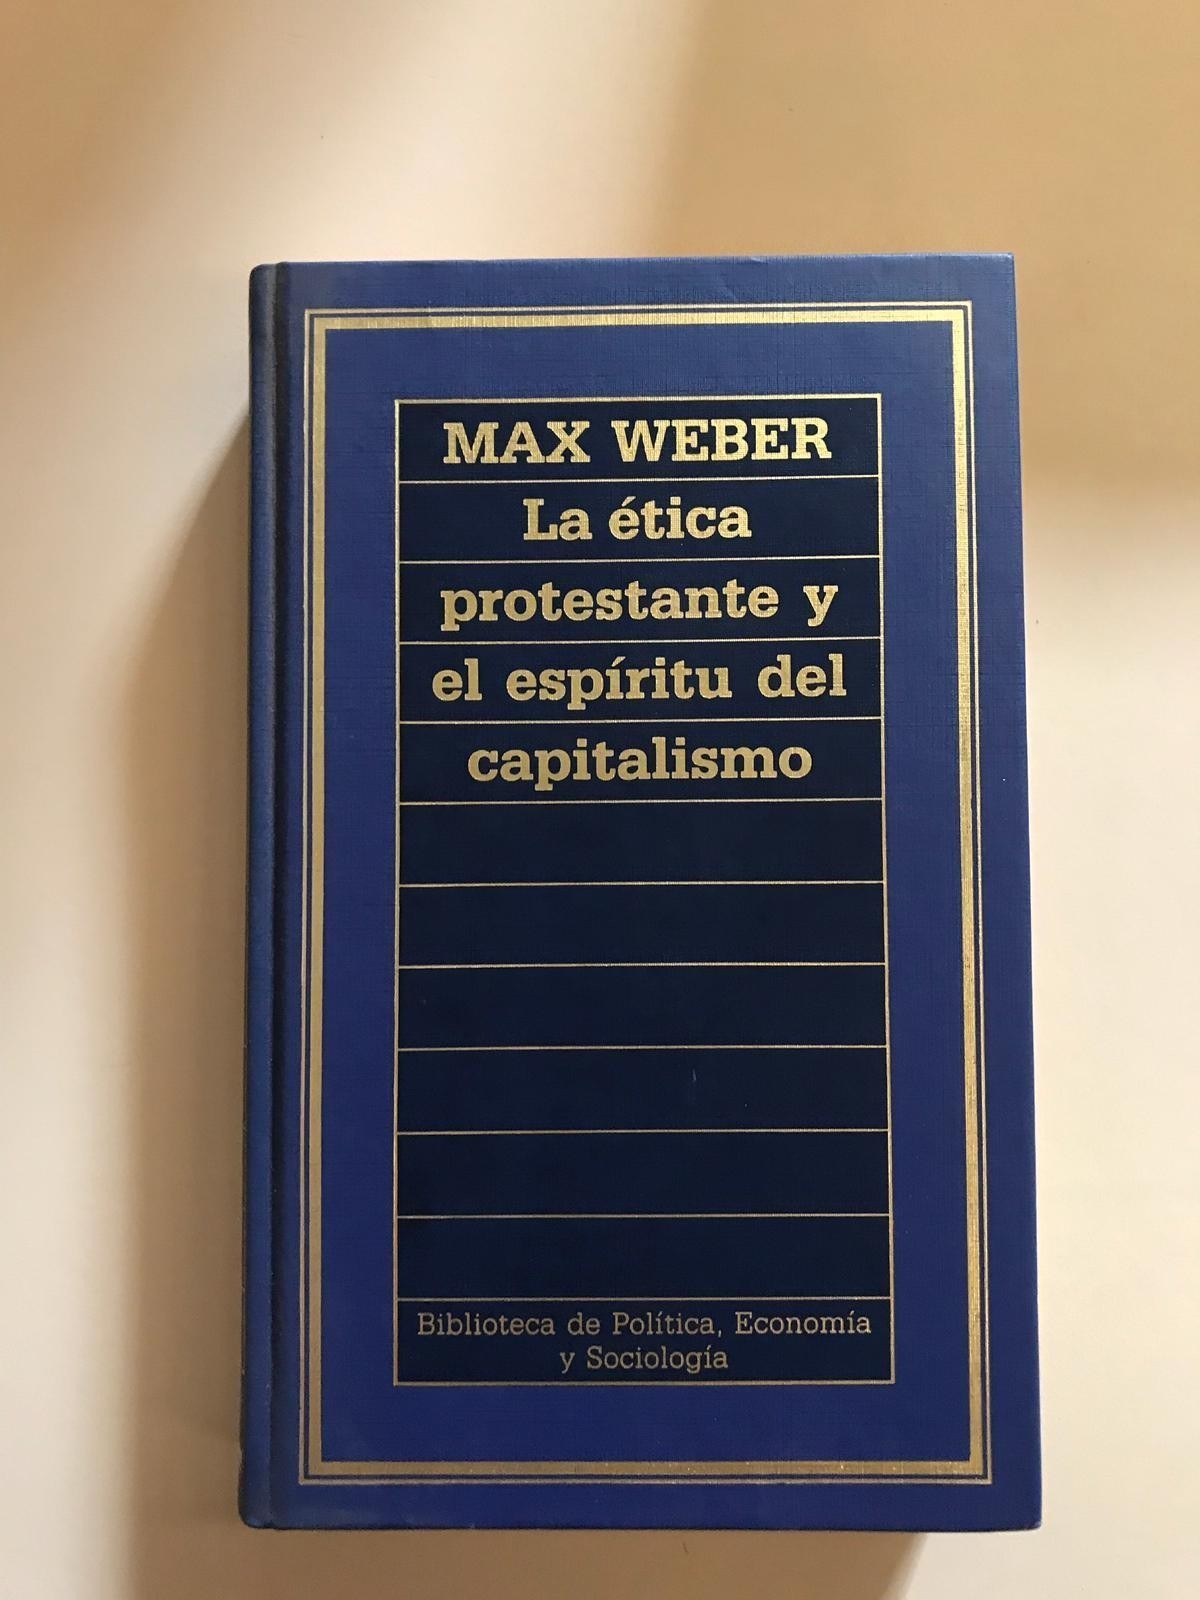 MAX WEBER
La ética
protestante y
el espíritu del
capitalismo
Biblioteca de Política, Economía
y Sociología